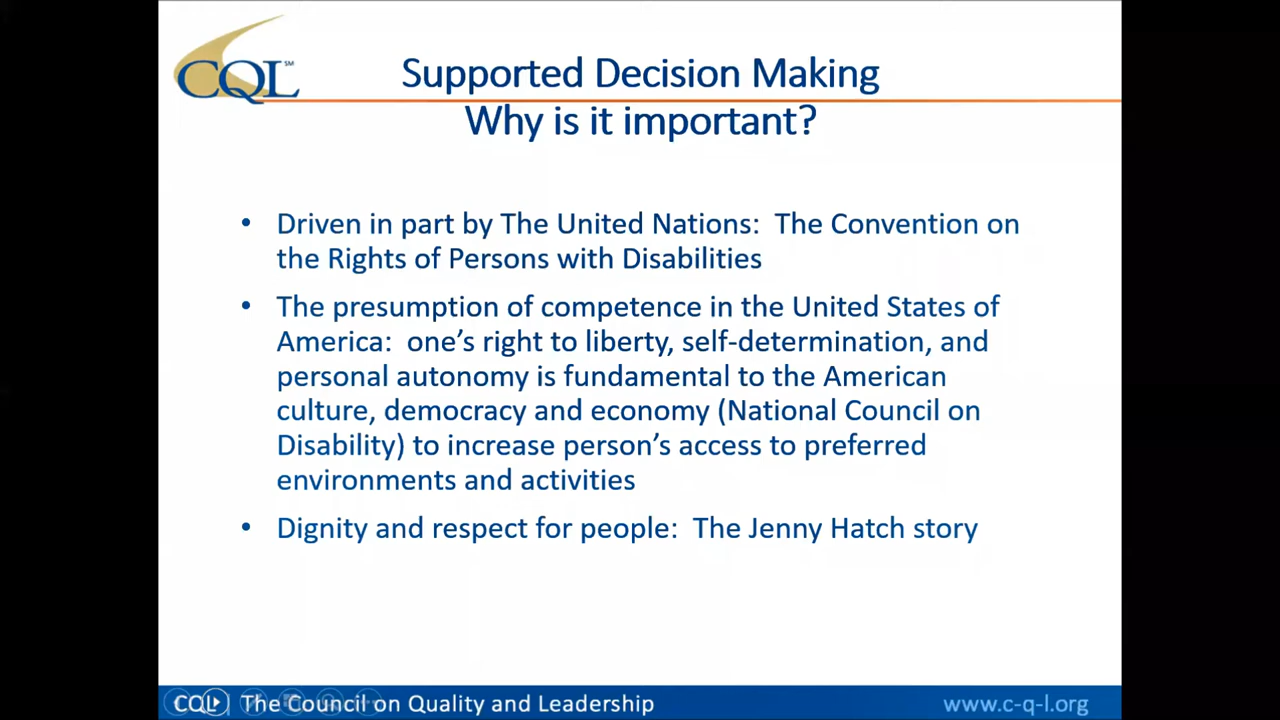 CQL SM
Supported Decision Making
Why is it important?
• Driven in part by The United Nations:  The Convention on
the Rights of Persons with Disabilities
• The presumption of competence in the United States of
America:  one’s right to liberty, self-determination, and
personal autonomy is fundamental to the American
culture, democracy and economy (National Council on
Disability) to increase person’s access to preferred
environments and activities
• Dignity and respect for people:  The Jenny Hatch story
CQL | The Council on Quality and Leadership
www.c-q-l.org